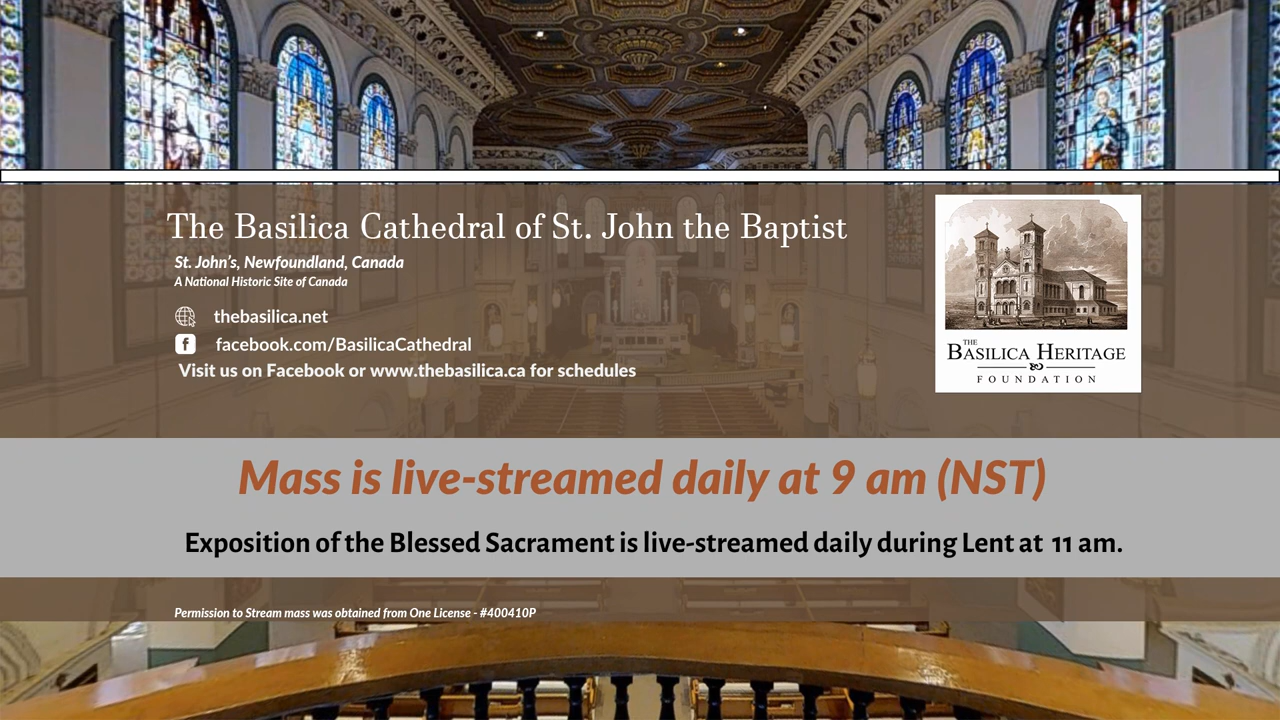 The Basilica Cathedral of St. John the Baptist
St. John's, Newfoundland, Canada
A National Historic Site of Canada
thebasilica.net
facebook.com/BasilicaCathedral
Visit us on Facebook or www.thebasilica.ca for schedules
THE
BASILICA HERITAGE
&
FOUNDATION
Mass is live-streamed daily at 9 am (NST)
Exposition of the Blessed Sacrament is live-streamed daily during Lent at 11 am.
Permission to Stream mass was obtained from One License - #400410P